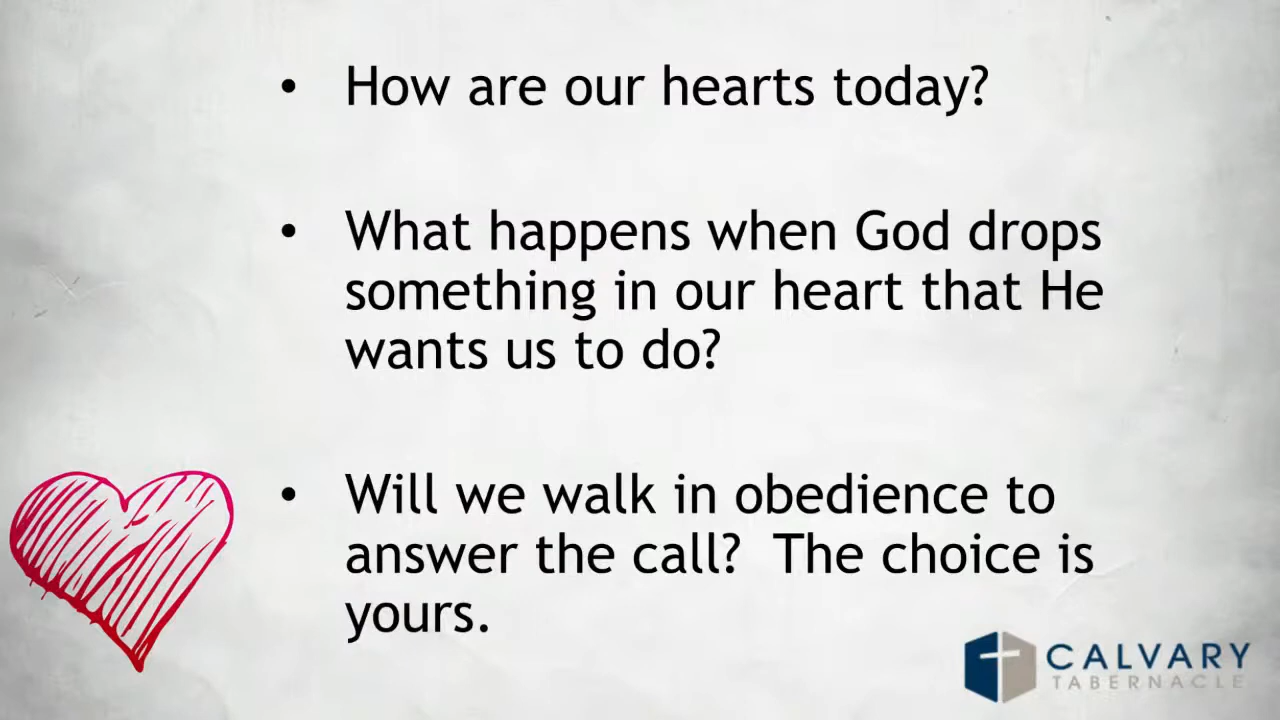 • How are our hearts today?
• What happens when God drops
something in our heart that He
wants us to do?
• Will we walk in obedience to
answer the call?  The choice is
yours.
CALVARY
TABERNACLE